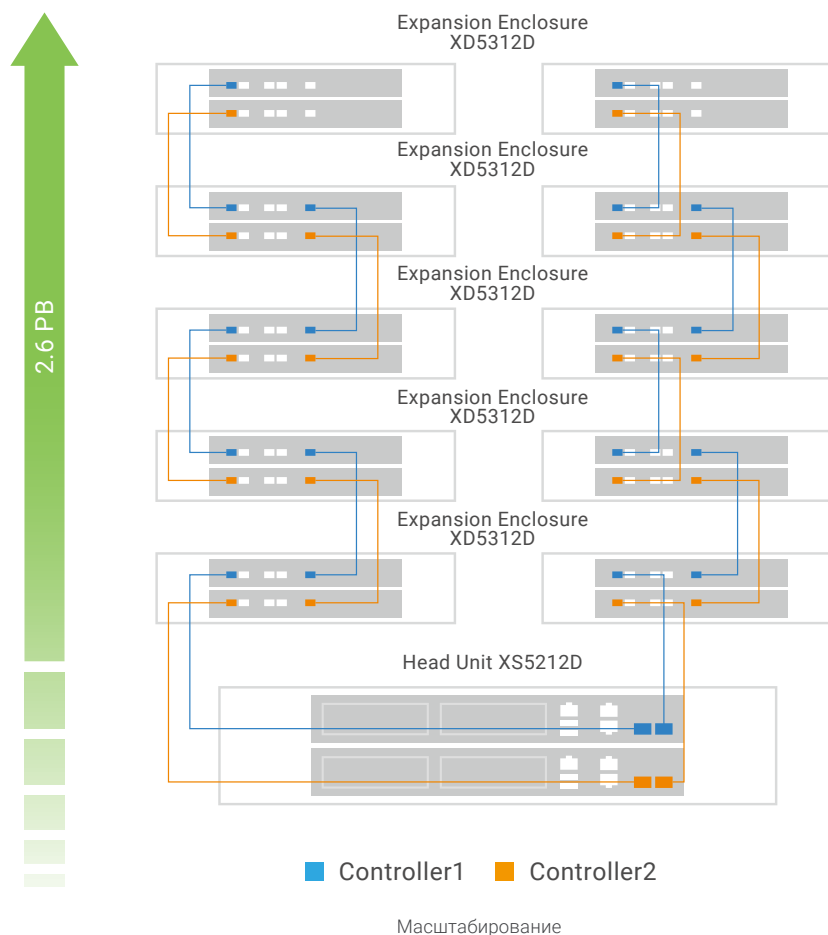 Expansion Enclosure
XD5312D
Expansion Enclosure
XD5312D
Expansion Enclosure
XD5312D
2.6 PB
Expansion Enclosure
XD5312D
Expansion Enclosure
XD5312D
Head Unit XS5212D
Controller1
Controller2
Масштабирование